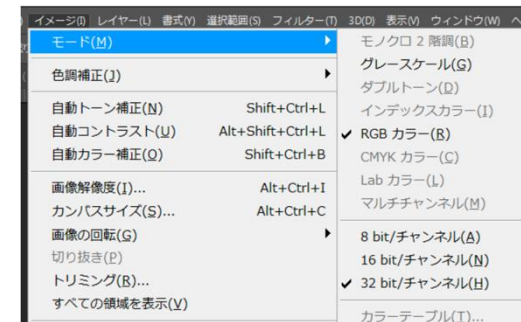 イメージ(I) レイヤー(L) 書式(Y) 選択範囲(S) フィルター(T) 3D(D) 表示(V) ウィンドウ(W)
モード(M)
色調補正(J)
自動トーン補正(N) Shift+Ctrl+L
自動コントラスト(U) Alt+Shift+Ctrl+L
自動カラー補正(O) Shift+Ctrl+B
画像解像度(I)... Alt+Ctrl+I
カンバスサイズ(S)... Alt+Ctrl+C
画像の回転(G)
切り抜き(P)
トリミング(R)...
すべての領域を表示(V)
モノクロ 2 階調(B)
グレースケール(G)
ダブルトーン(D)
インデックスカラー(I)
RGB カラー(R)
CMYK カラー(C)
Lab カラー(L)
マルチチャンネル(M)
8 bit/チャンネル(A)
16 bit/チャンネル(N)
32 bit/チャンネル(H)
カラーテーブル(T)...